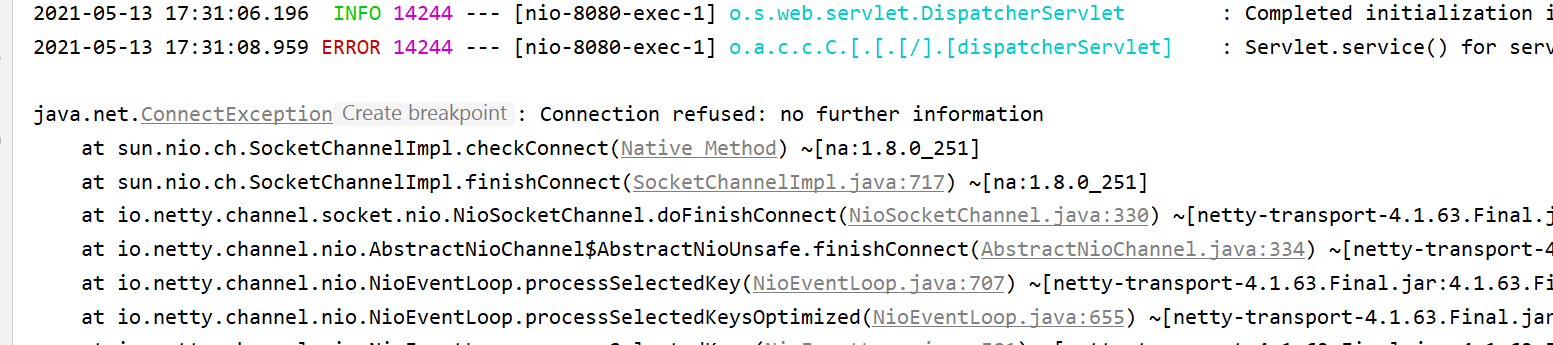 2021-05-13 17:31:06.196  INFO 14244 --- [nio-8080-exec-1] o.s.web.servlet.DispatcherServlet        : Completed initialization i
2021-05-13 17:31:08.959 ERROR 14244 --- [nio-8080-exec-1] o.a.c.c.C.[.[.[/].[dispatcherServlet]    : Servlet.service() for serv
java.net.ConnectException Create breakpoint : Connection refused: no further information
    at sun.nio.ch.SocketChannelImpl.checkConnect(Native Method) ~[na:1.8.0_251]
    at sun.nio.ch.SocketChannelImpl.finishConnect(SocketChannelImpl.java:717) ~[na:1.8.0_251]
    at io.netty.channel.socket.nio.NioSocketChannel.doFinishConnect(NioSocketChannel.java:330) ~[netty-transport-4.1.63.Final.j
    at io.netty.channel.nio.AbstractNioChannel$AbstractNioUnsafe.finishConnect(AbstractNioChannel.java:334) ~[netty-transport-4
    at io.netty.channel.nio.NioEventLoop.processSelectedKey(NioEventLoop.java:707) ~[netty-transport-4.1.63.Final.jar:4.1.63.Fi
    at io.netty.channel.nio.NioEventLoop.processSelectedKeysOptimized(NioEventLoop.java:655) ~[netty-transport-4.1.63.Final.jar